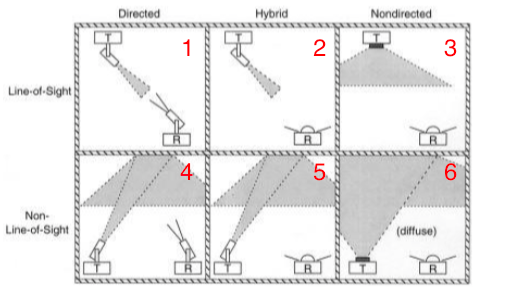 Directed Hybrid Nondirected
T 1 T 2 T 3
Line-of-Sight
R R R
4 5 6
Non-
Line-of-Sight
(diffuse)
T R T R T R